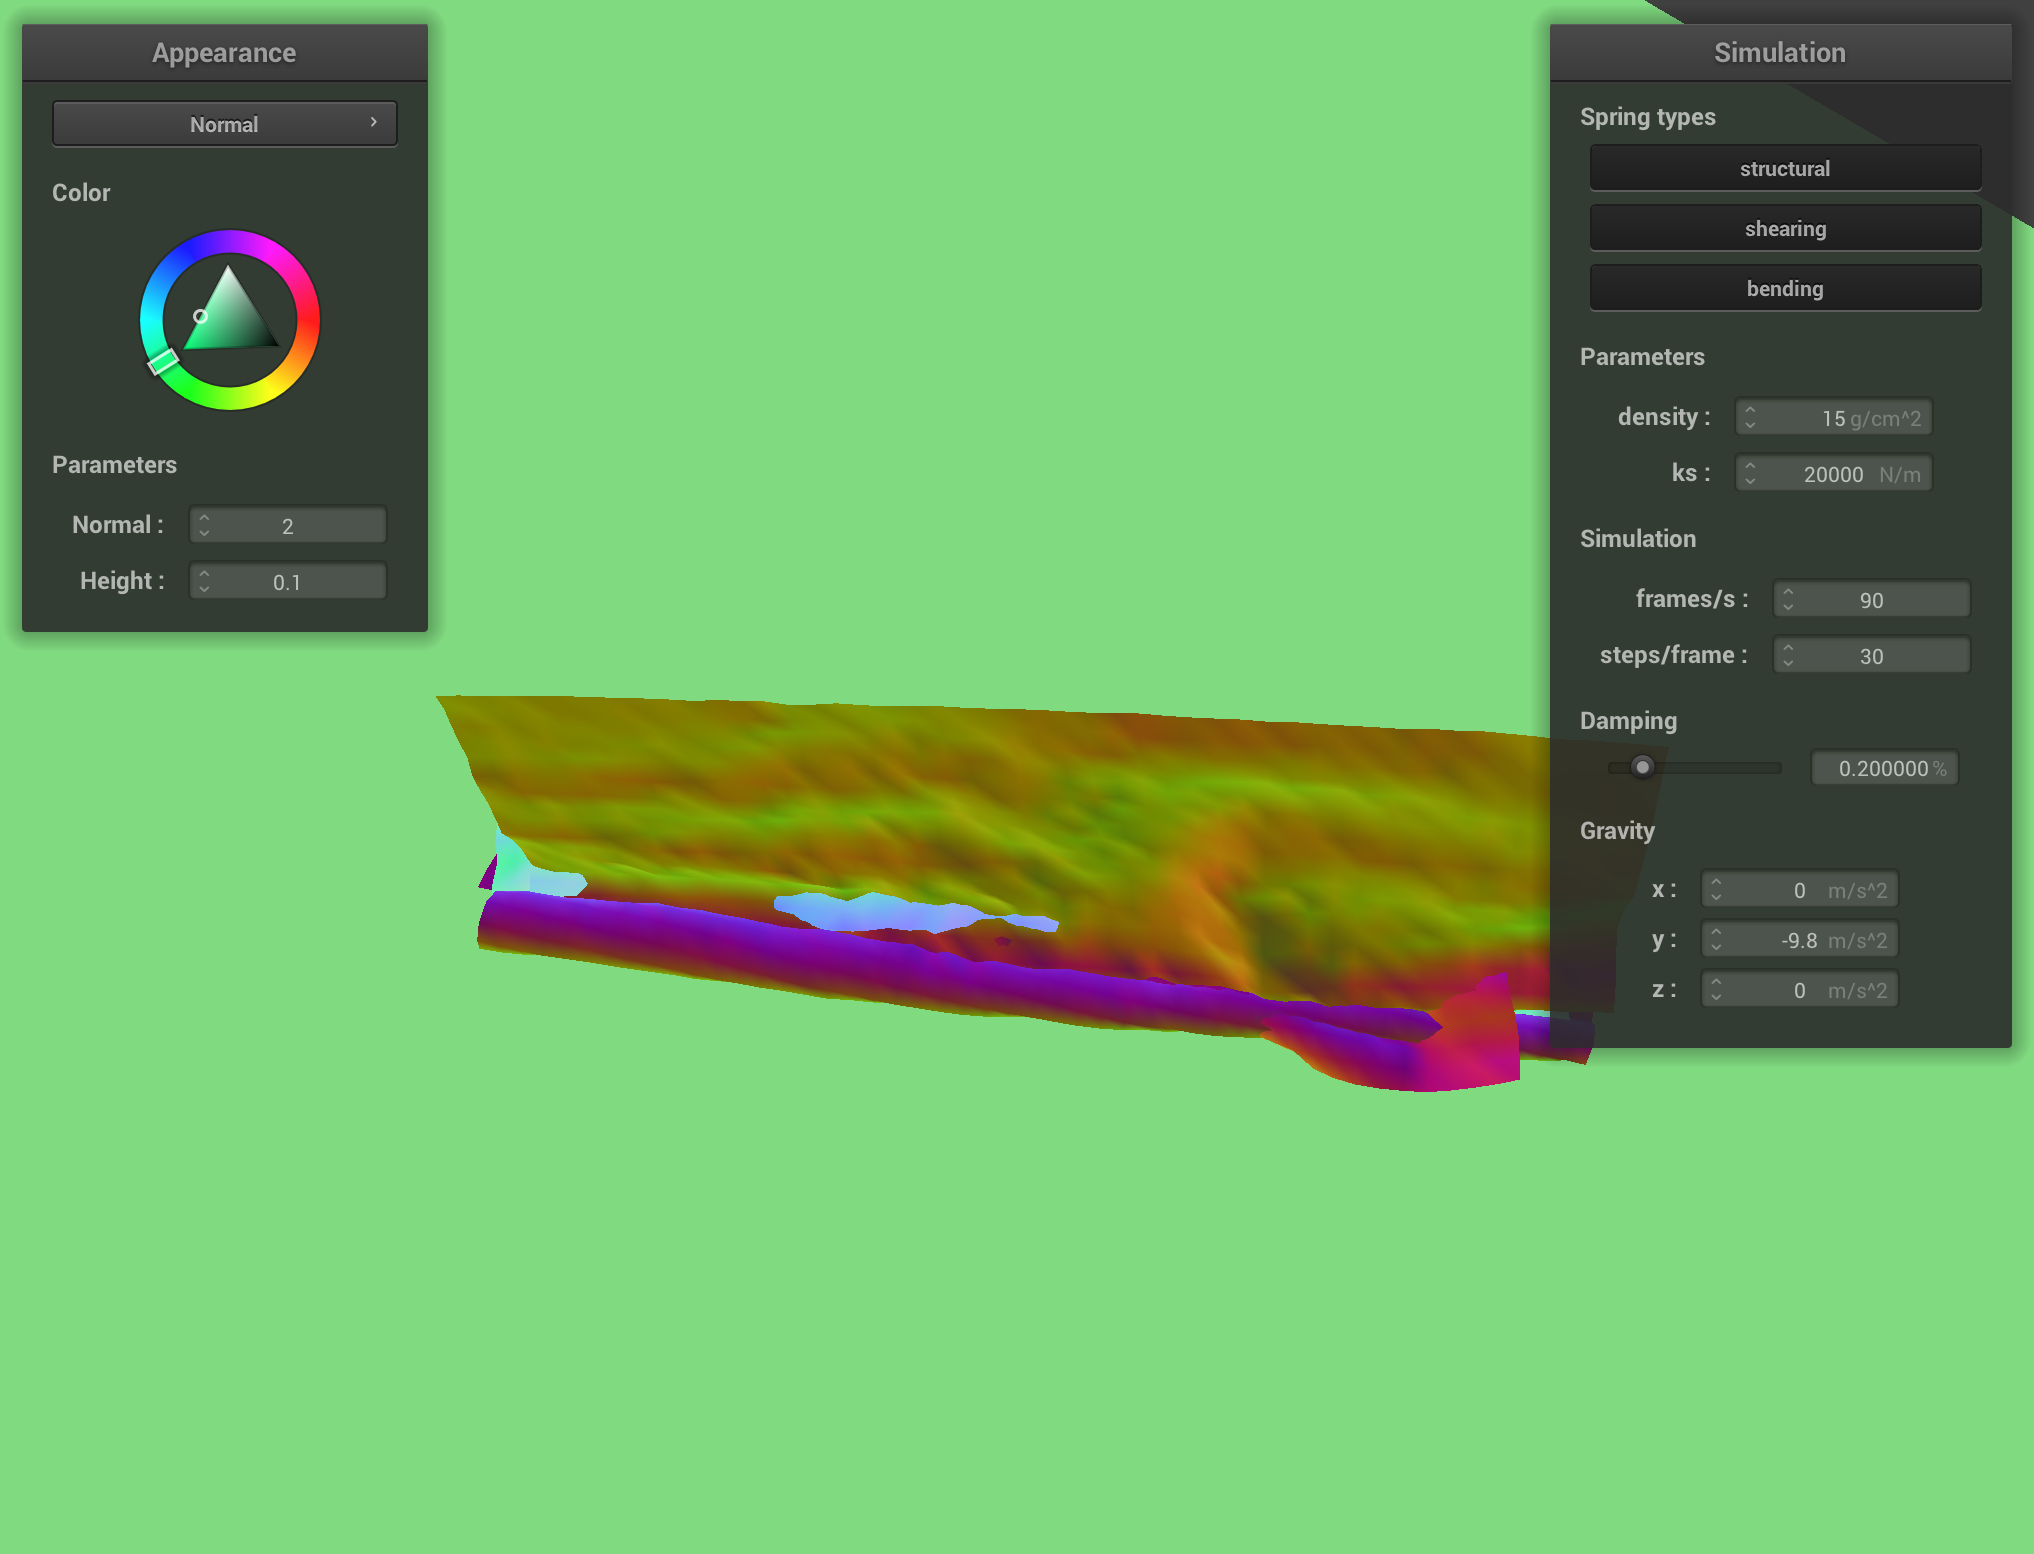 Appearance
Normal
Color
Parameters
Normal : 2
Height : 0.1
Simulation
Spring types
structural
shearing
bending
Parameters
density : 15 g/cm^2
ks : 20000 N/m
Simulation
frames/s : 90
steps/frame : 30
Damping
0.200000 %
Gravity
x : 0 m/s^2
y : -9.8 m/s^2
z : 0 m/s^2